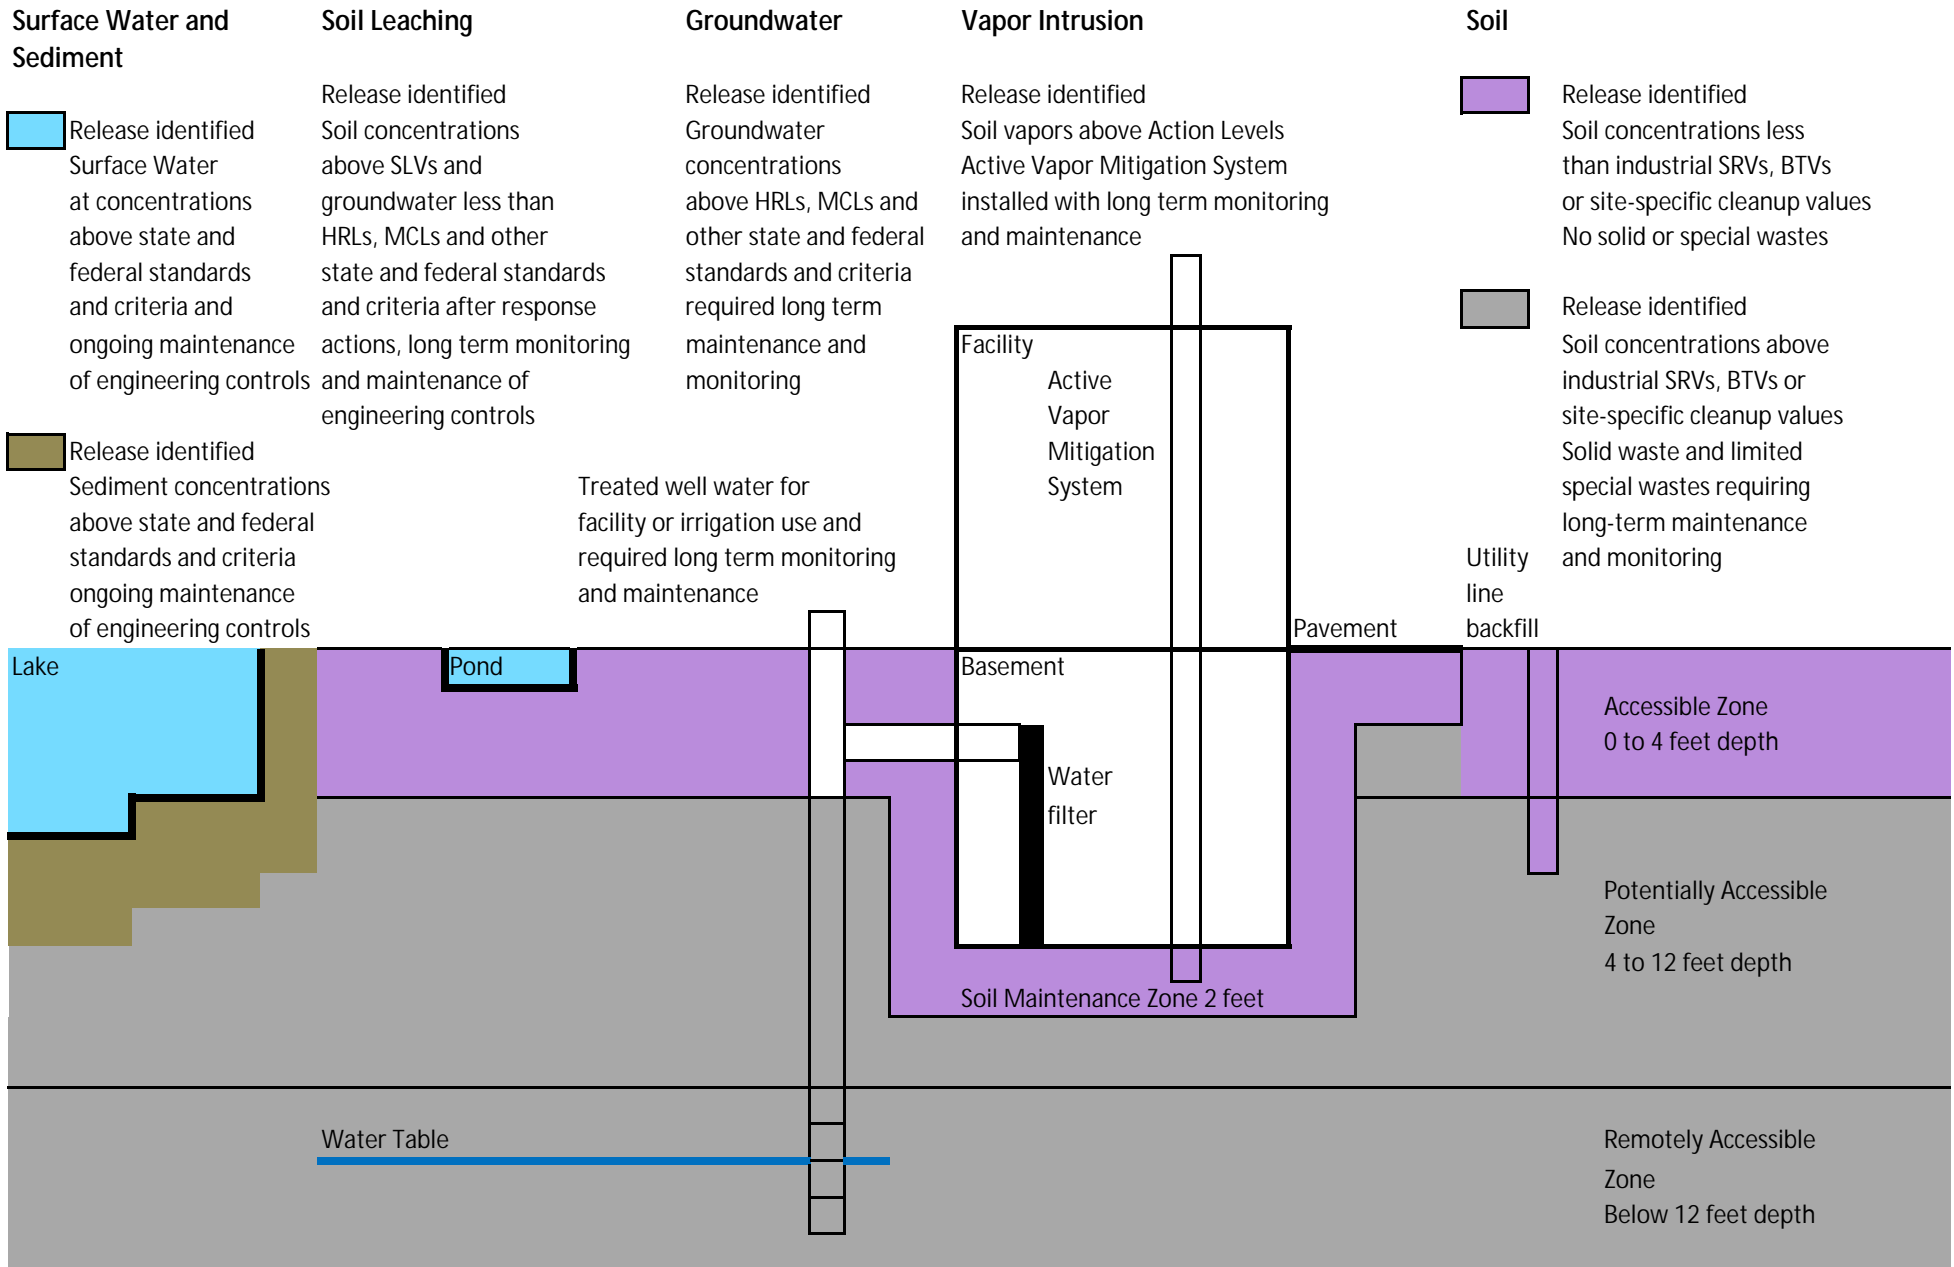 Surface Water and
Sediment
Release identified
Surface Water
at concentrations
above state and
federal standards
and criteria and
ongoing maintenance
of engineering controls
Release identified
Sediment concentrations
above state and federal
standards and criteria
ongoing maintenance
of engineering controls
Soil Leaching
Release identified
Soil concentrations
above SLVs and
groundwater less than
HRLs, MCLs and other
state and federal standards
and criteria after response
actions, long term monitoring
and maintenance of
engineering controls
Groundwater
Release identified
Groundwater
concentrations
above HRLs, MCLs and
other state and federal
standards and criteria
required long term
maintenance and
monitoring
Treated well water for
facility or irrigation use and
required long term monitoring
and maintenance
Vapor Intrusion
Release identified
Soil vapors above Action Levels
Active Vapor Mitigation System
installed with long term monitoring
and maintenance
Facility
Active
Vapor
Mitigation
System
Soil
Release identified
Soil concentrations less
than industrial SRVs, BTVs
or site-specific cleanup values
No solid or special wastes
Release identified
Soil concentrations above
industrial SRVs, BTVs or
site-specific cleanup values
Solid waste and limited
special wastes requiring
long-term maintenance
and monitoring
Utility
line
backfill
Pavement
Lake
Pond
Basement
Water
filter
Soil Maintenance Zone 2 feet
Accessible Zone
0 to 4 feet depth
Potentially Accessible
Zone
4 to 12 feet depth
Water Table
Remotely Accessible
Zone
Below 12 feet depth